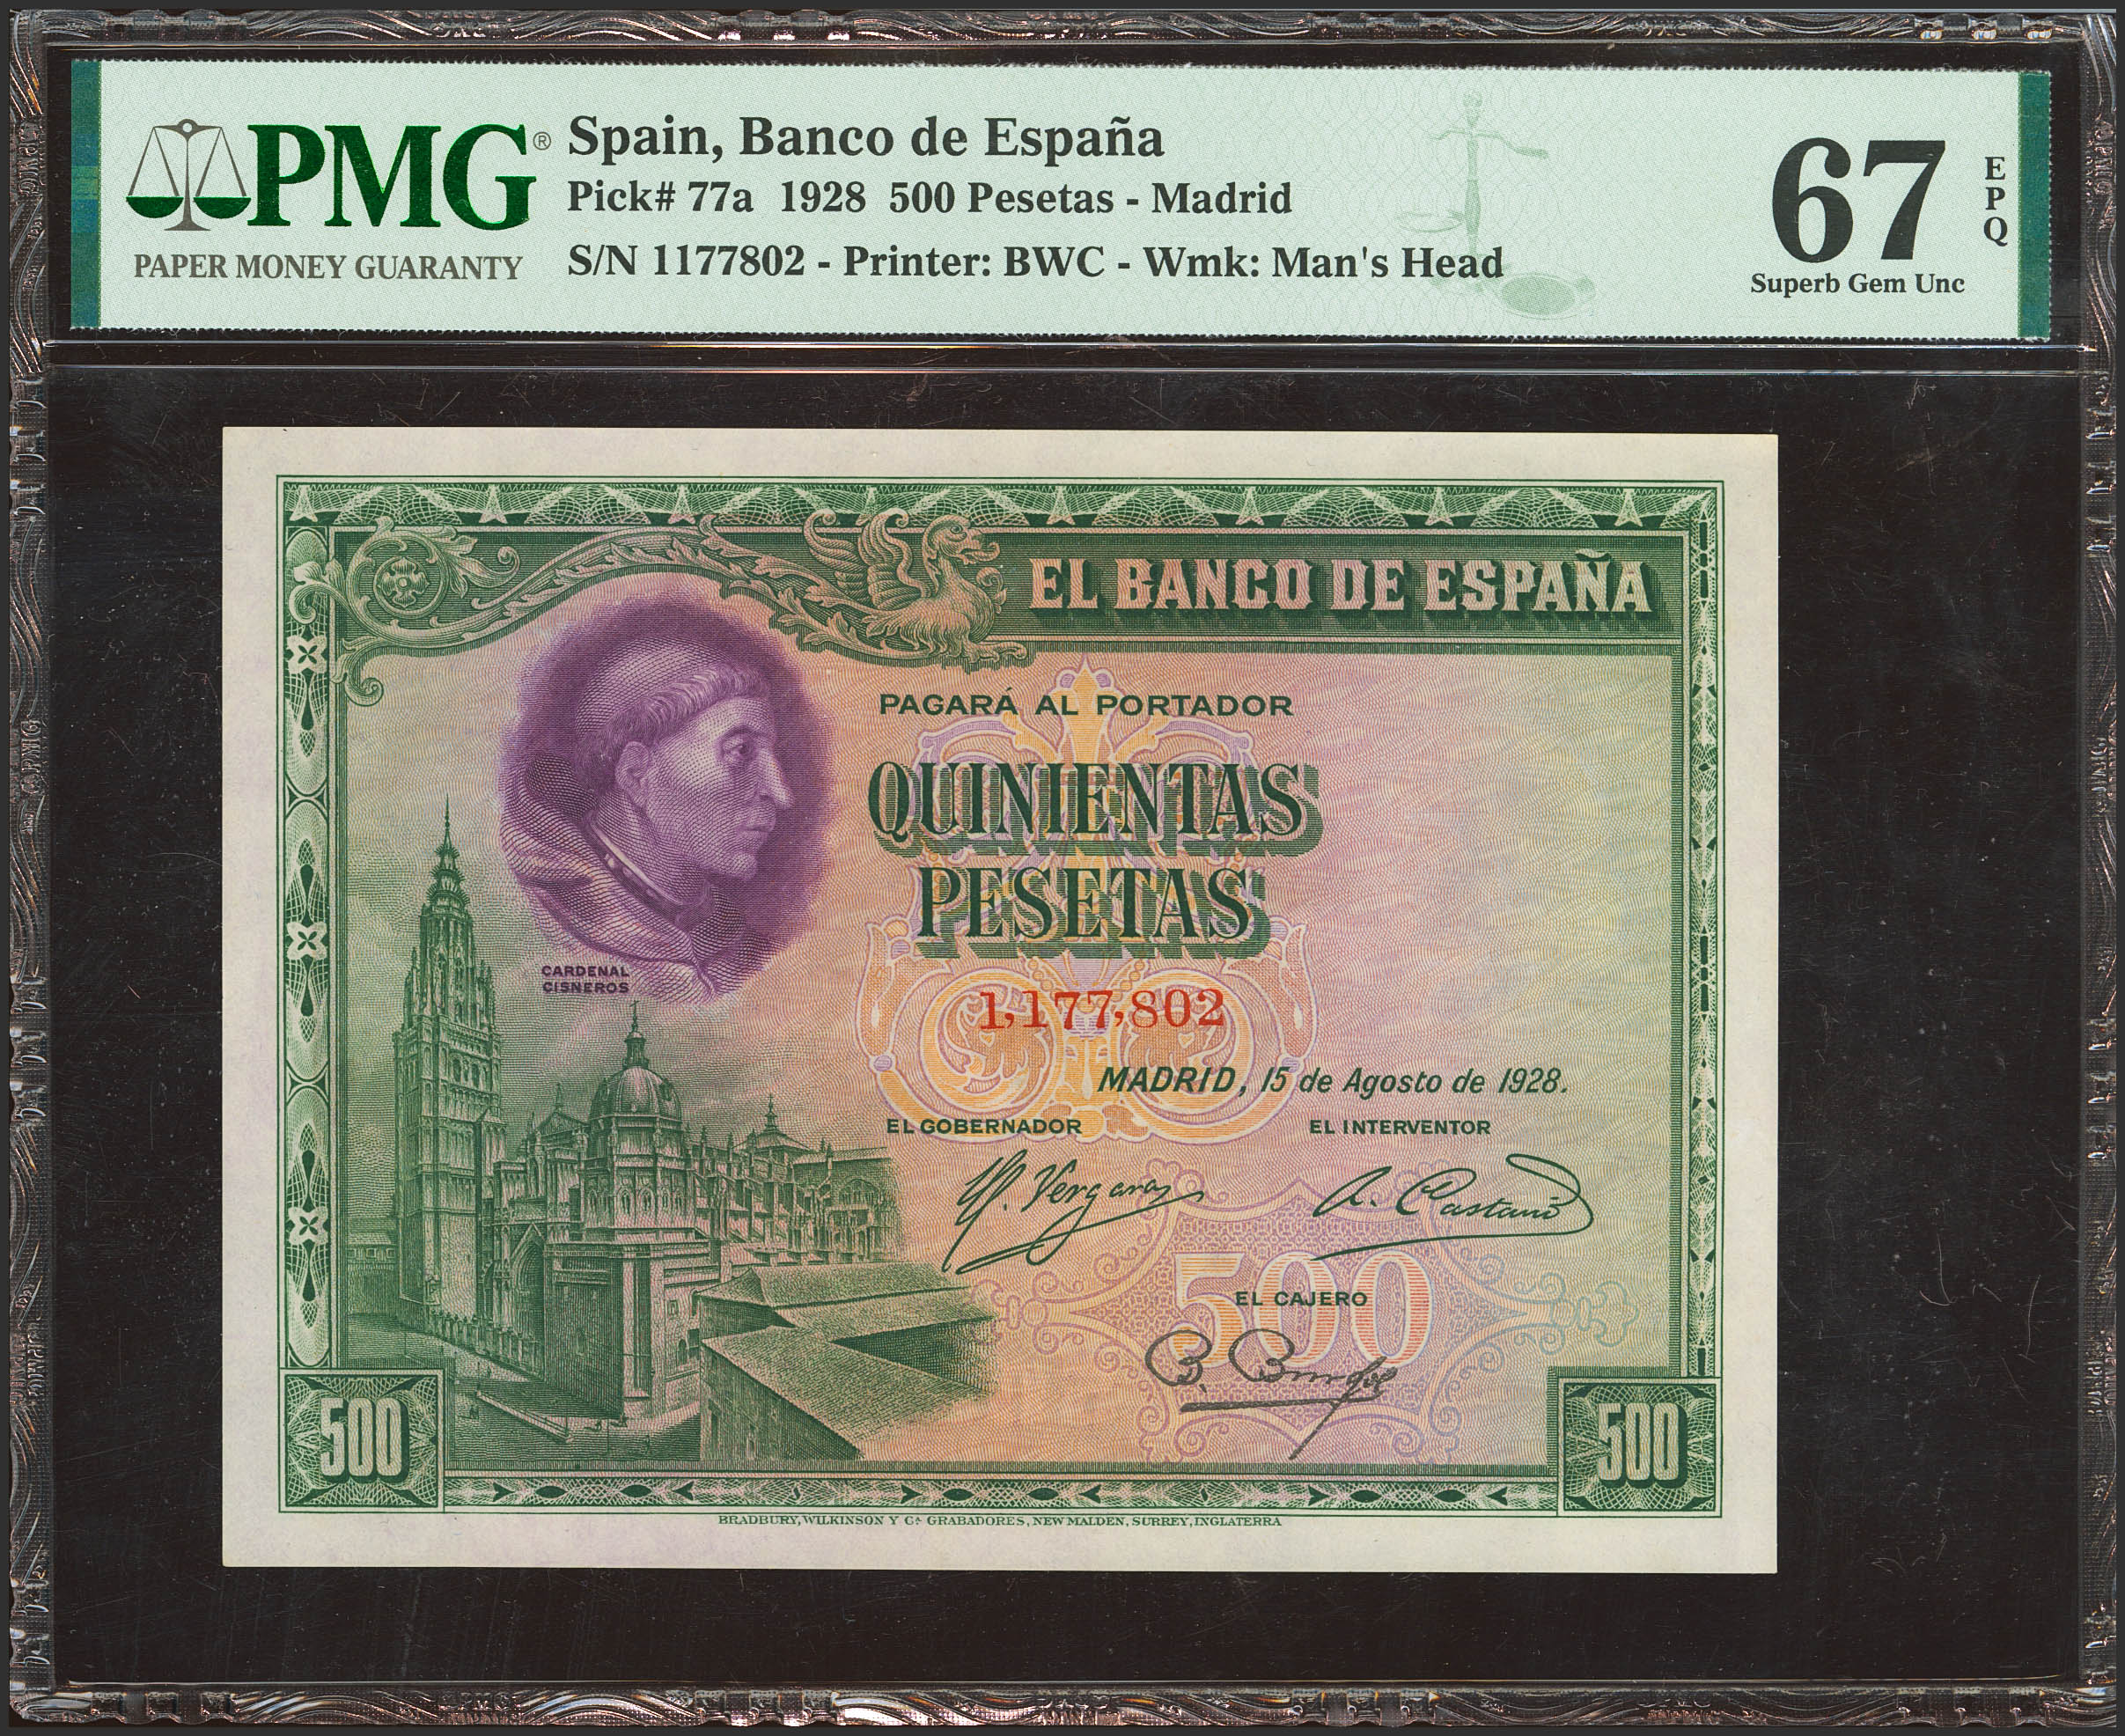 PMG®
PAPER MONEY GUARANTY
Spain, Banco de España
Pick# 77a 1928 500 Pesetas - Madrid
S/N 1177802 - Printer: BWC - Wmk: Man's Head
67
EPQ
Superb Gem Unc
EL BANCO DE ESPAÑA
PAGARÁ AL PORTADOR
QUINIENTAS
PESETAS
CARDENAL
CISNEROS
1,177,802
MADRID, 15 de Agosto de 1928.
EL GOBERNADOR
EL INTERVENTOR
Vergara
A. Castaño
500
EL CAJERO
B.
500
500
BRADBURY, WILKINSON Y Cª GRABADORES, NEW MALDEN, SURREY, INGLATERRA